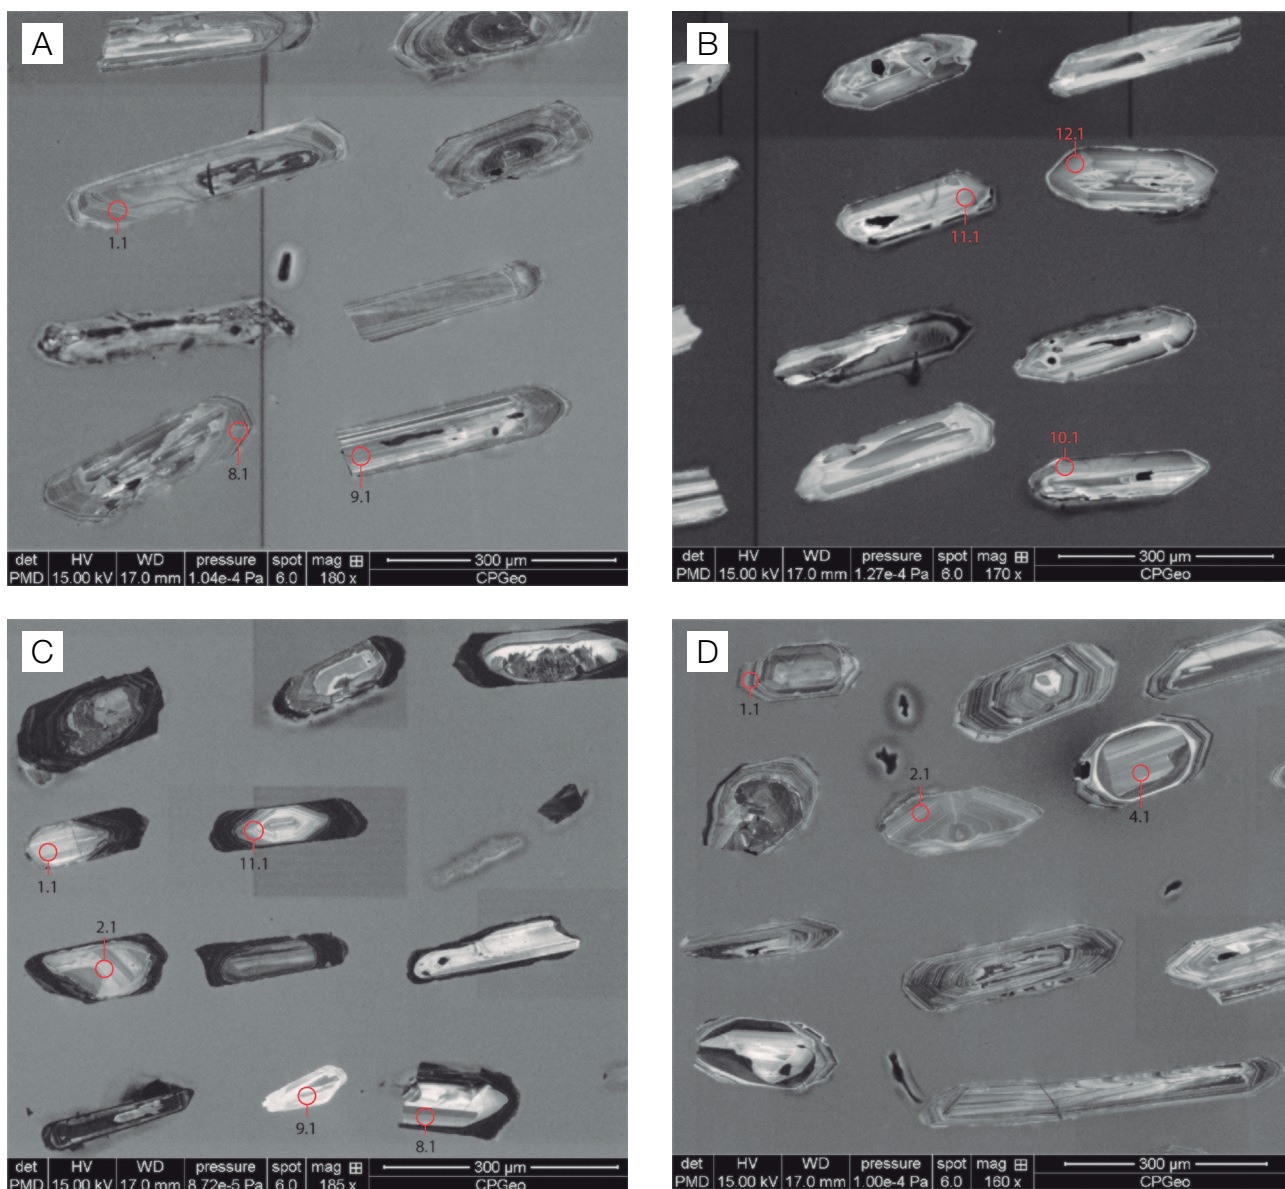 A
1.1
8.1
9.1
det HV WD pressure spot mag ⊞ 300 µm
PMD 15.00 kV 17.0 mm 1.04e-4 Pa 6.0 180 x CPGeo
B
12.1
11.1
10.1
det HV WD pressure spot mag ⊞ 300 µm
PMD 15.00 kV 17.0 mm 1.27e-4 Pa 6.0 170 x CPGeo
C
1.1
11.1
2.1
9.1
8.1
det HV WD pressure spot mag ⊞ 300 µm
PMD 15.00 kV 17.0 mm 8.72e-5 Pa 6.0 185 x CPGeo
D
1.1
2.1
4.1
det HV WD pressure spot mag ⊞ 300 µm
PMD 15.00 kV 17.0 mm 1.00e-4 Pa 6.0 160 x CPGeo